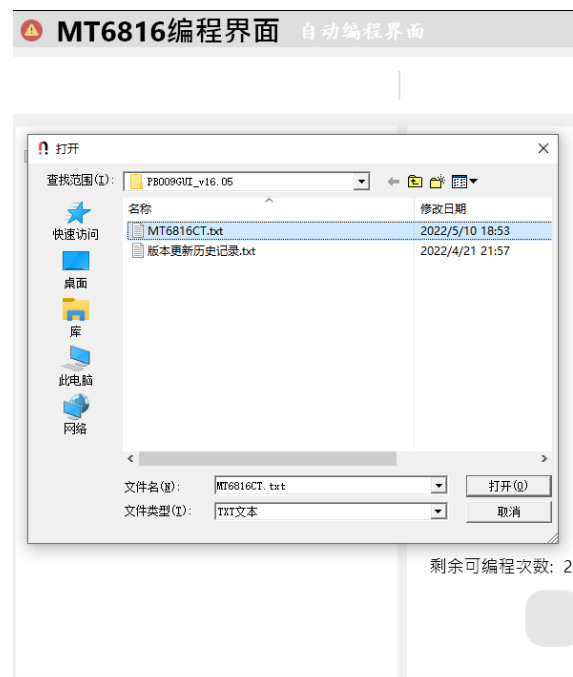 MT6816编程界面 自动编程界面
打开
查找范围(I): PB009GUI_v16.05
名称 修改日期
MT6816CT.txt 2022/5/10 18:53
版本更新历史记录.txt 2022/4/21 21:57
快速访问
桌面
库
此电脑
网络
文件名(N): MT6816CT.txt 打开(O)
文件类型(T): TXT文本 取消
剩余可编程次数: 2